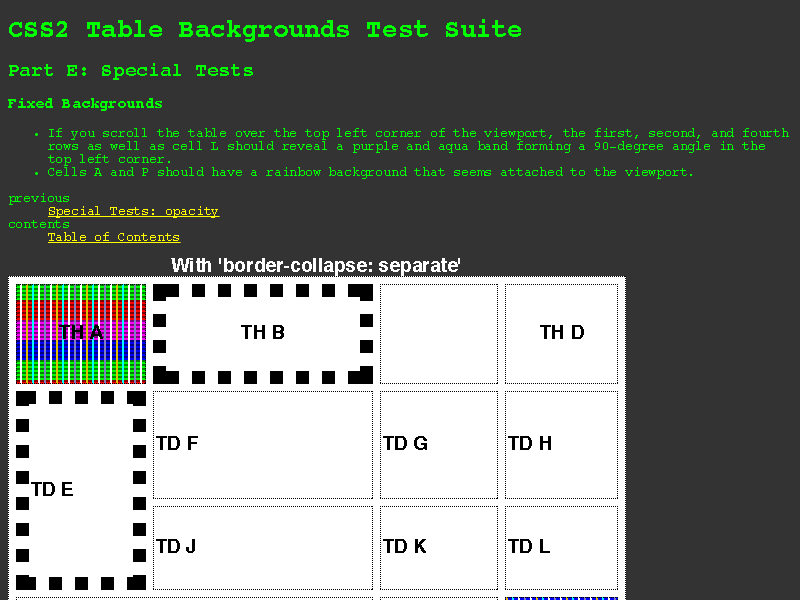 CSS2 Table Backgrounds Test Suite
Part E: Special Tests
Fixed Backgrounds
If you scroll the table over the top left corner of the viewport, the first, second, and fourth
rows as well as cell L should reveal a purple and aqua band forming a 90-degree angle in the
top left corner.
Cells A and P should have a rainbow background that seems attached to the viewport.
previous
Special Tests: opacity
contents
Table of Contents
With 'border-collapse: separate'
TH A TH B TH D
TD F TD G TD H
TD E
TD J TD K TD L